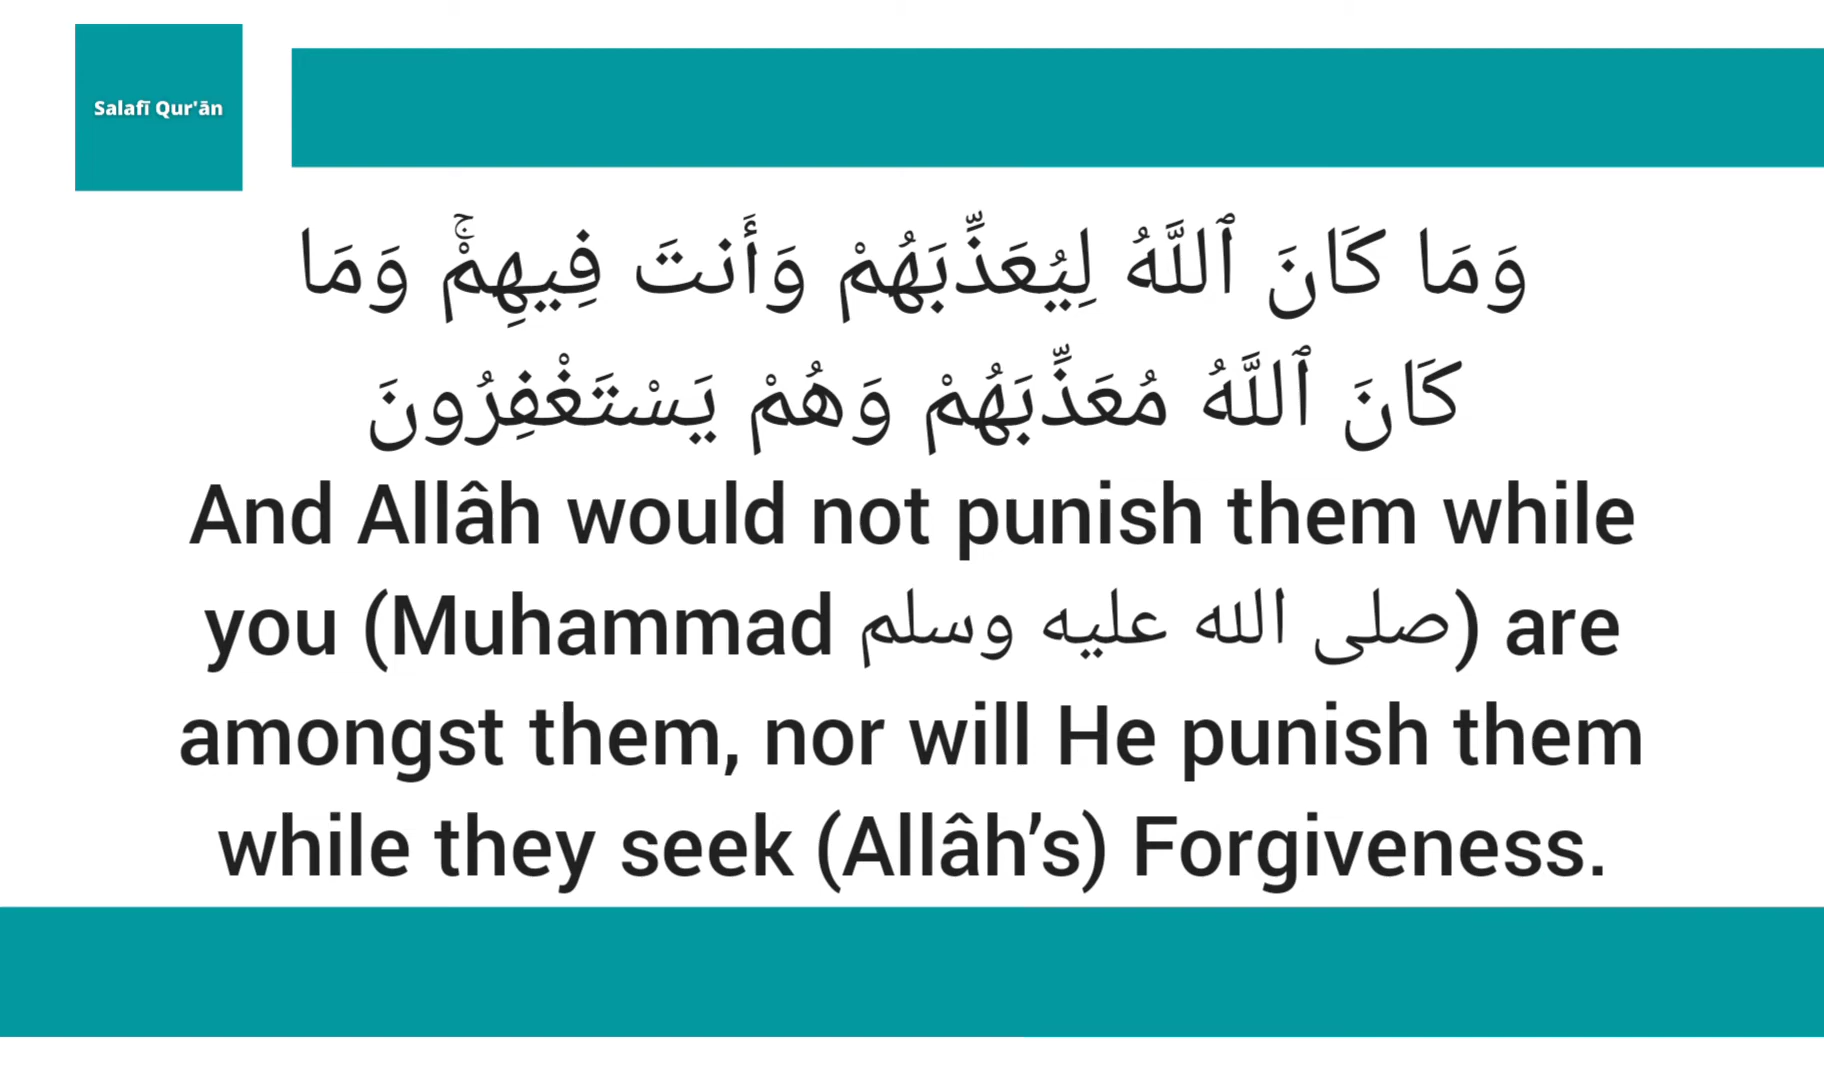 Salafī Qur'ān
وَمَا كَانَ ٱللَّهُ لِيُعَذِّبَهُمْ وَأَنتَ فِيهِمْۚ وَمَا
كَانَ ٱللَّهُ مُعَذِّبَهُمْ وَهُمْ يَسْتَغْفِرُونَ
And Allâh would not punish them while
you (Muhammad صلى الله عليه وسلم) are
amongst them, nor will He punish them
while they seek (Allâh’s) Forgiveness.